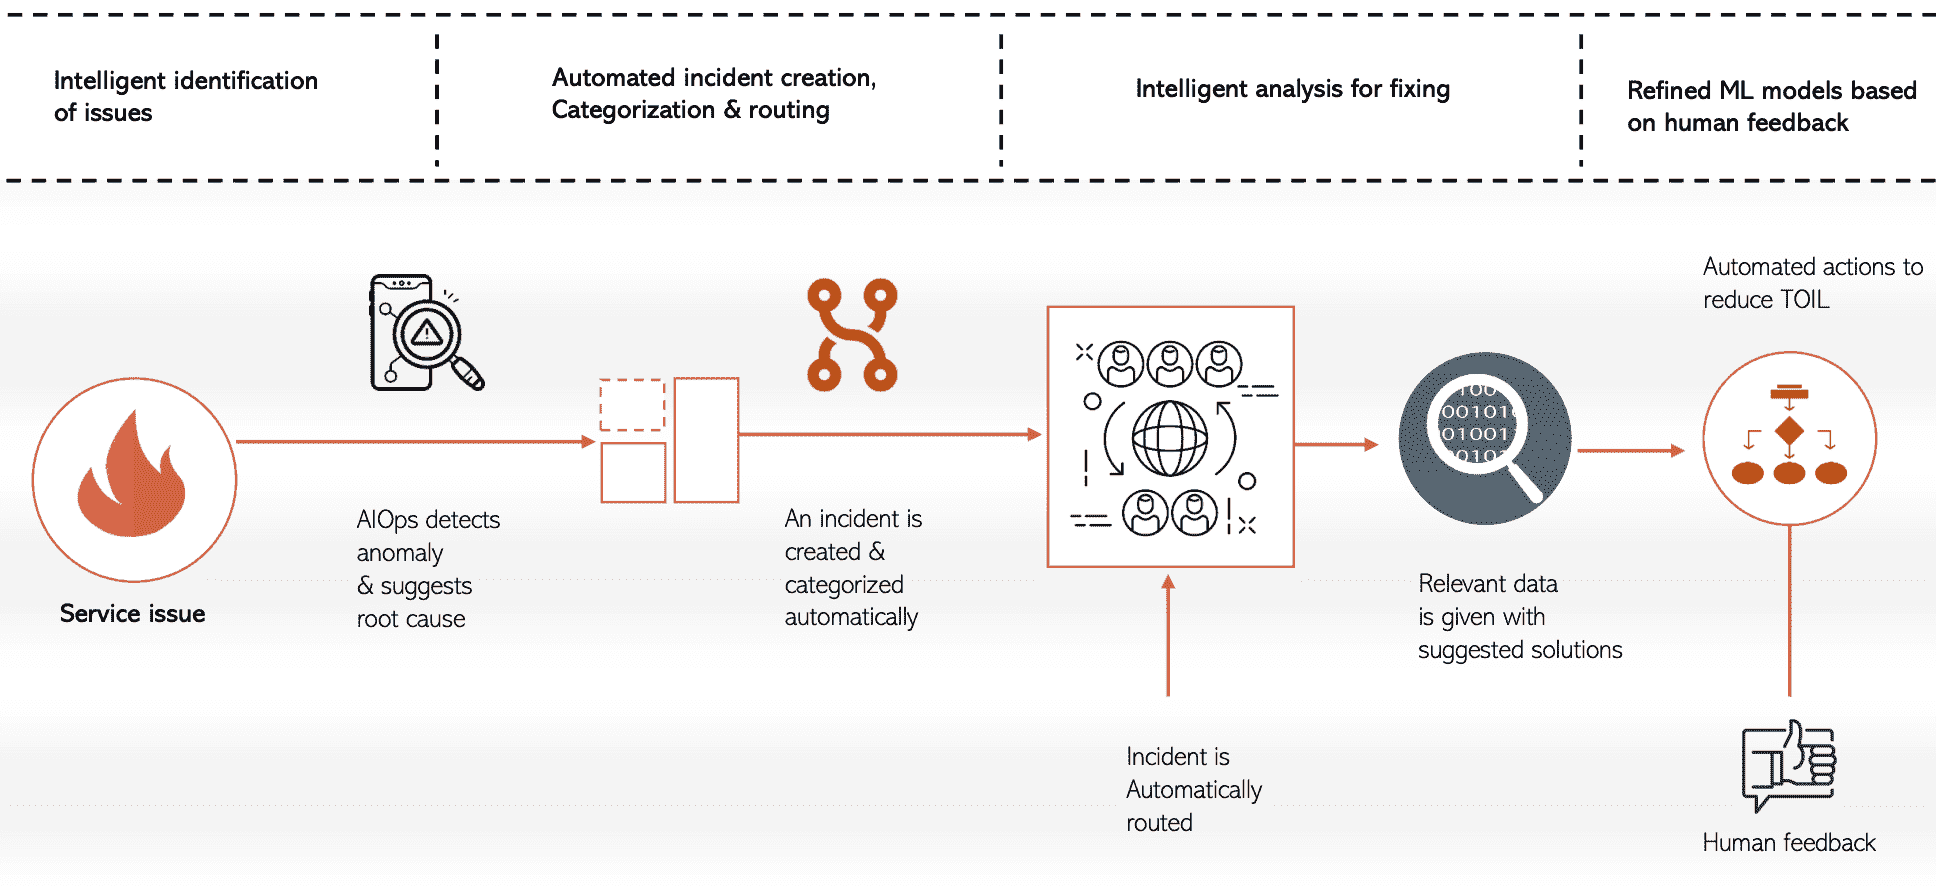 Intelligent identification
of issues
Automated incident creation,
Categorization & routing
Intelligent analysis for fixing
Refined ML models based
on human feedback
Automated actions to
reduce TOIL
Service issue
AIOps detects
anomaly
& suggests
root cause
An incident is
created &
categorized
automatically
Incident is
Automatically
routed
100
001010
01001
00101
Relevant data
is given with
suggested solutions
Human feedback